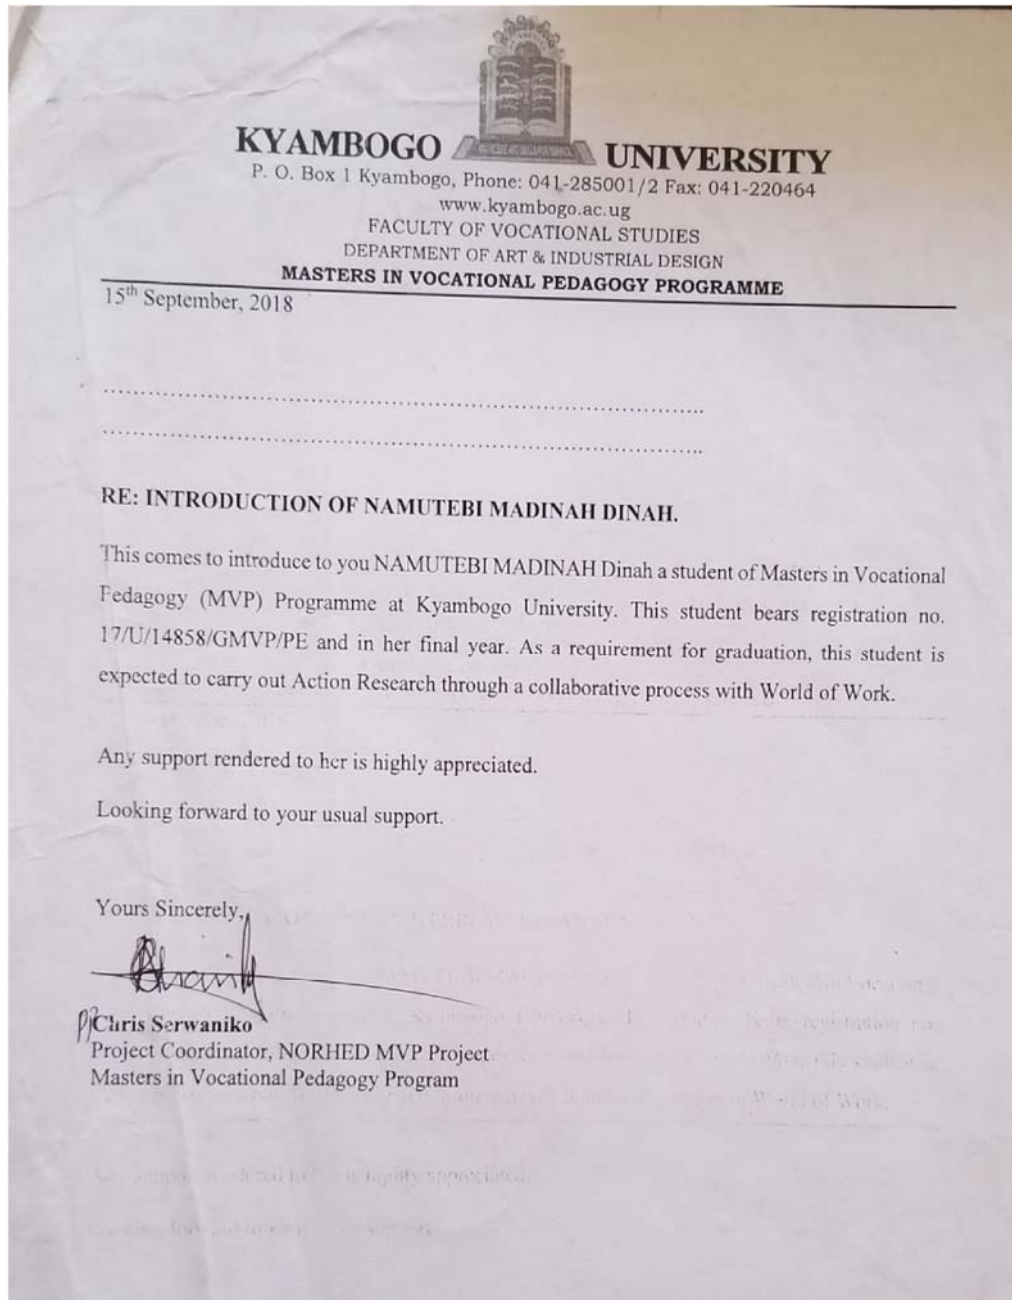 KYAMBOGO UNIVERSITY
P. O. Box 1 Kyambogo, Phone: 041-285001/2 Fax: 041-220464
www.kyambogo.ac.ug
FACULTY OF VOCATIONAL STUDIES
DEPARTMENT OF ART & INDUSTRIAL DESIGN
MASTERS IN VOCATIONAL PEDAGOGY PROGRAMME
15th September, 2018
RE: INTRODUCTION OF NAMUTEBI MADINAH DINAH.
This comes to introduce to you NAMUTEBI MADINAH Dinah a student of Masters in Vocational
Pedagogy (MVP) Programme at Kyambogo University. This student bears registration no.
17/U/14858/GMVP/PE and in her final year. As a requirement for graduation, this student is
expected to carry out Action Research through a collaborative process with World of Work.
Any support rendered to her is highly appreciated.
Looking forward to your usual support.
Yours Sincerely,
Chris Serwaniko
Project Coordinator, NORHED MVP Project
Masters in Vocational Pedagogy Program